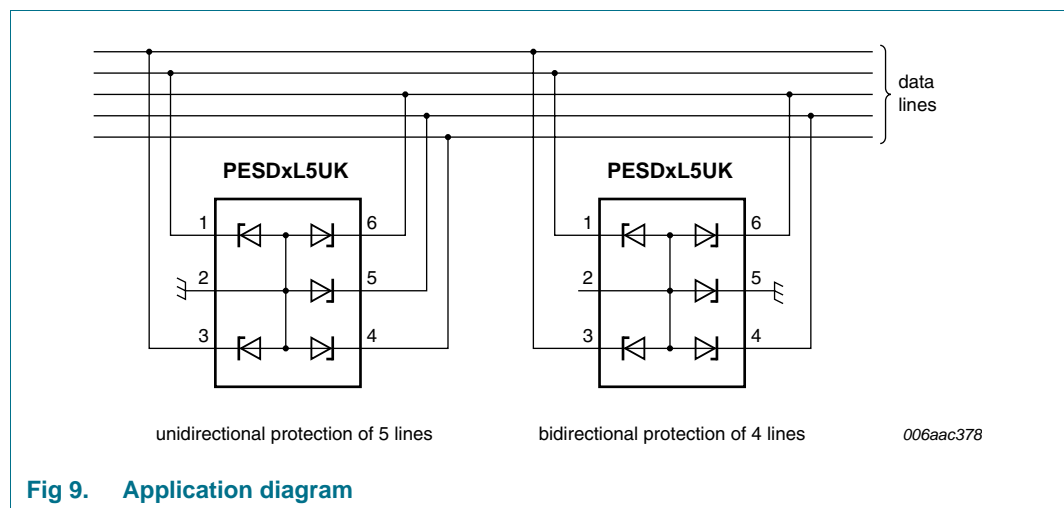 data
lines
PESDxL5UK
PESDxL5UK
1
6
1
6
2
5
2
5
3
4
3
4
unidirectional protection of 5 lines
bidirectional protection of 4 lines
006aac378
Fig 9. Application diagram